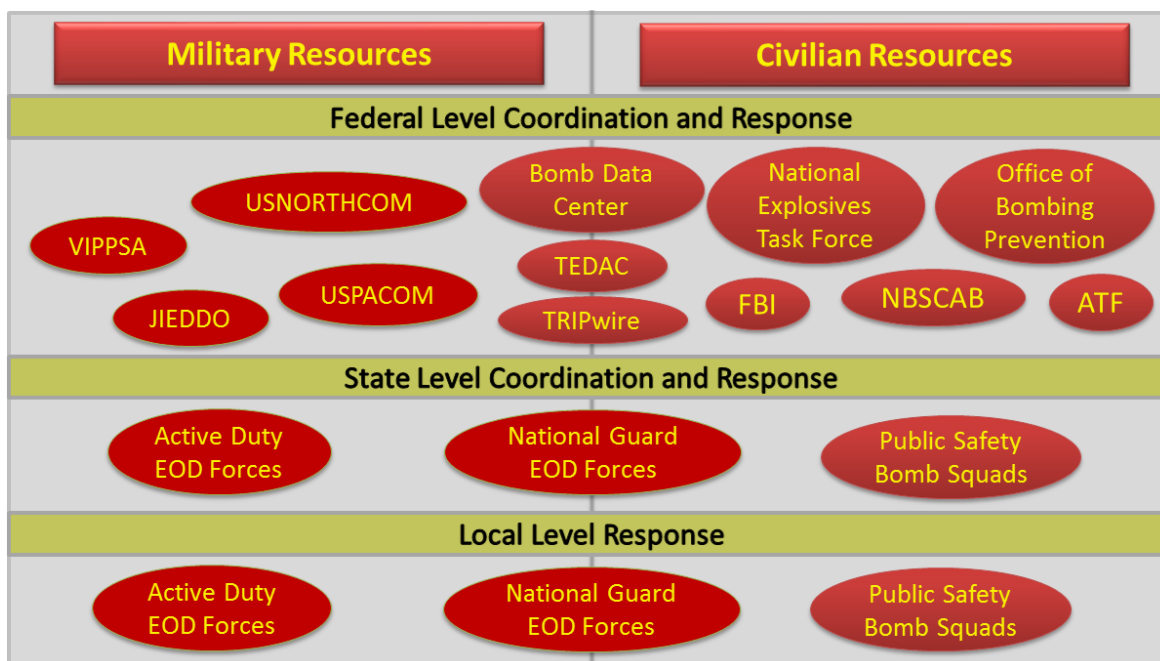 Military Resources
Civilian Resources
Federal Level Coordination and Response
VIPPSA
USNORTHCOM
JIEDDO
USPACOM
Bomb Data
Center
TEDAC
TRIPwire
National
Explosives
Task Force
Office of
Bombing
Prevention
FBI
NBSCAB
ATF
State Level Coordination and Response
Active Duty
EOD Forces
National Guard
EOD Forces
Public Safety
Bomb Squads
Local Level Response
Active Duty
EOD Forces
National Guard
EOD Forces
Public Safety
Bomb Squads